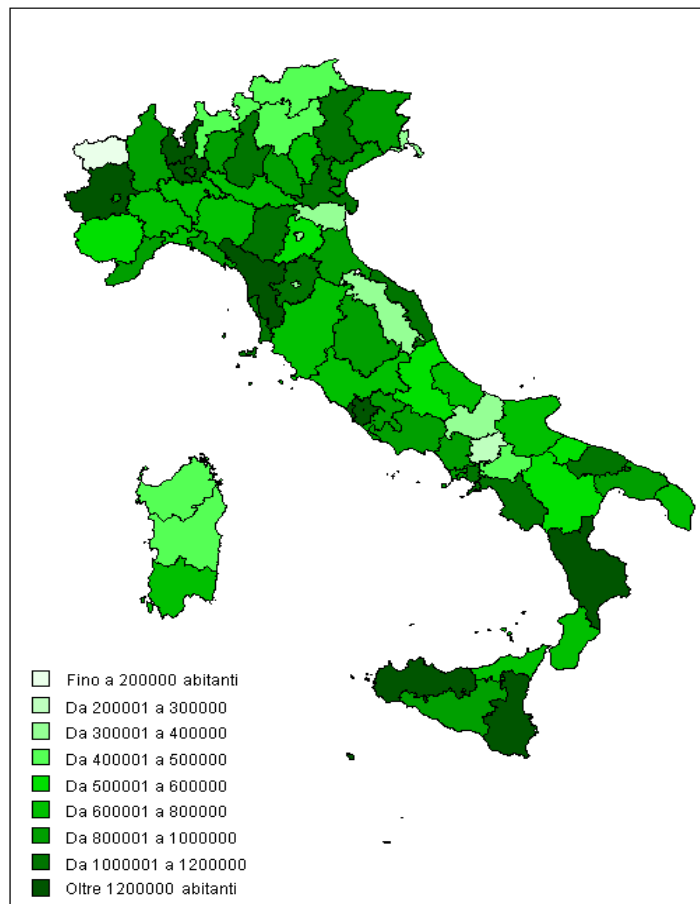 Fino a 200000 abitanti
Da 200001 a 300000
Da 300001 a 400000
Da 400001 a 500000
Da 500001 a 600000
Da 600001 a 800000
Da 800001 a 1000000
Da 1000001 a 1200000
Oltre 1200000 abitanti